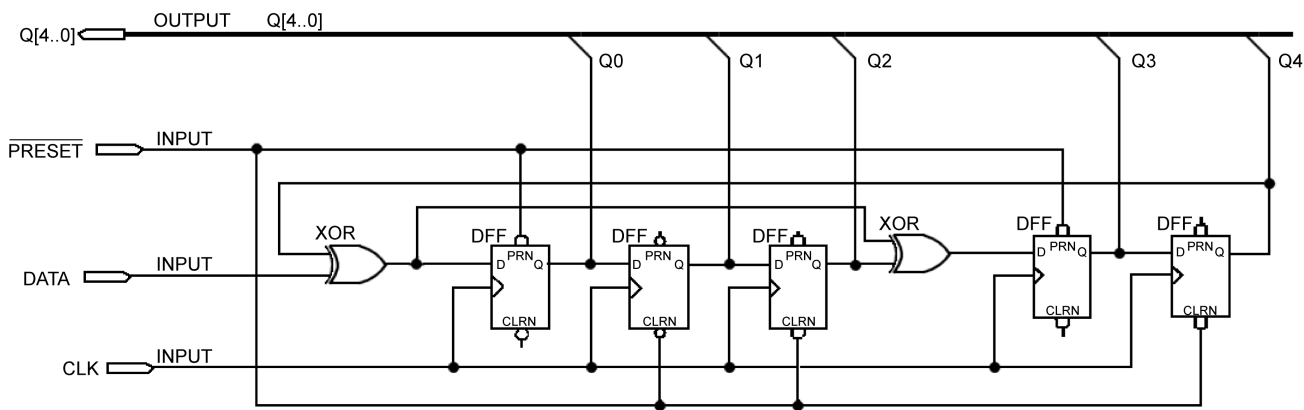 OUTPUT Q[4..0]
Q[4..0]
Q0 Q1 Q2 Q3 Q4
INPUT
PRESET
XOR DFF DFF DFF XOR DFF DFF
PRN PRN PRN PRN PRN
D Q D Q D Q D Q D Q
INPUT
DATA
CLRN CLRN CLRN CLRN CLRN
INPUT
CLK